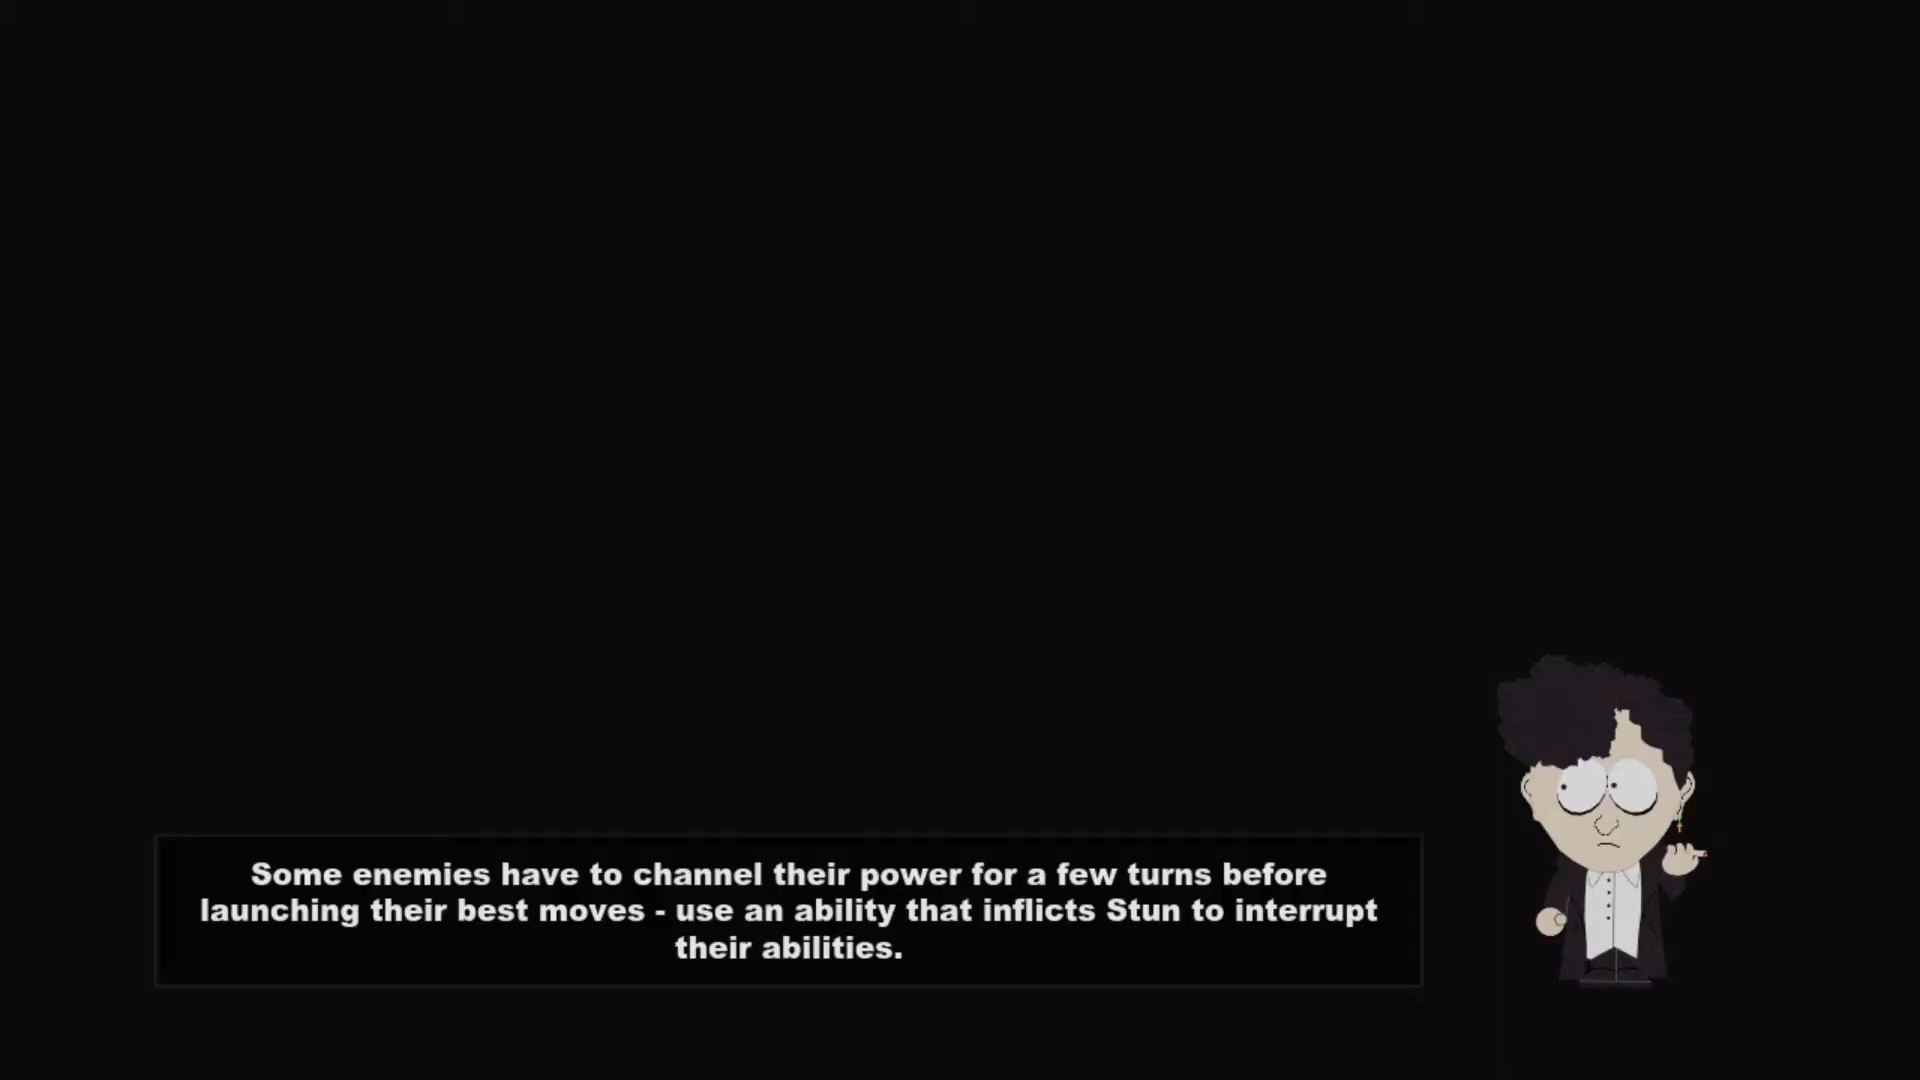 Some enemies have to channel their power for a few turns before
launching their best moves - use an ability that inflicts Stun to interrupt
their abilities.